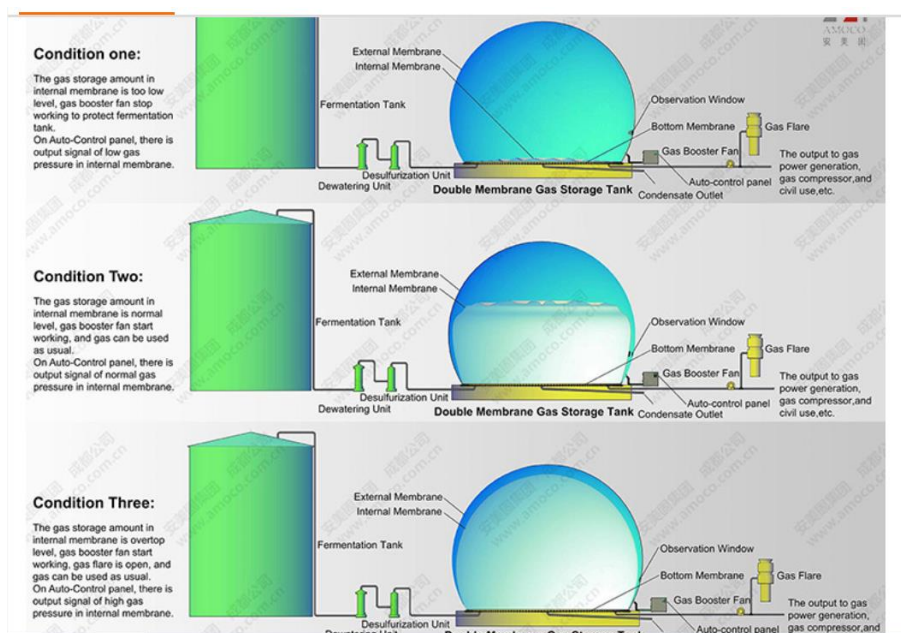 AMOCO
安美固
Condition one:
The gas storage amount in
internal membrane is too low
level, gas booster fan stop
working to protect fermentation
tank.
On Auto-Control panel, there is
output signal of low gas
pressure in internal membrane.
External Membrane
Internal Membrane
Fermentation Tank
Observation Window
Bottom Membrane
Gas Flare
Gas Booster Fan
Desulfurization Unit
Dewatering Unit
Double Membrane Gas Storage Tank
Auto-control panel
Condensate Outlet
The output to gas
power generation,
gas compressor,and
civil use,etc.
Condition Two:
The gas storage amount in
internal membrane is normal
level, gas booster fan start
working, and gas can be used
as usual.
On Auto-Control panel, there is
output signal of normal gas
pressure in internal membrane.
External Membrane
Internal Membrane
Fermentation Tank
Observation Window
Bottom Membrane
Gas Flare
Gas Booster Fan
Desulfurization Unit
Dewatering Unit
Double Membrane Gas Storage Tank
Auto-control panel
Condensate Outlet
The output to gas
power generation,
gas compressor,and
civil use,etc.
Condition Three:
The gas storage amount in
internal membrane is overtop
level, gas booster fan start
working, gas flare is open, and
gas can be used as usual.
On Auto-Control panel, there is
output signal of high gas
pressure in internal membrane.
External Membrane
Internal Membrane
Fermentation Tank
Observation Window
Bottom Membrane
Gas Flare
Gas Booster Fan
Desulfurization Unit
Auto-control panel
The output to gas
power generation,
gas compressor,and
www.amoco.com.cn